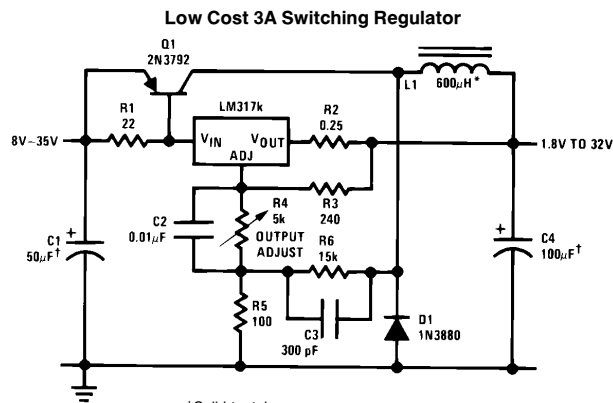 Low Cost 3A Switching Regulator
Q1
2N3792
L1
600μH*
R1
22
LM317k
R2
0.25
8V–35V
VIN
VOUT
ADJ
1.8V TO 32V
R4
5k
R3
240
C2
0.01μF
OUTPUT
ADJUST
R6
15k
+
C1
50μF†
+
C4
100μF†
R5
100
C3
300 pF
D1
1N3880